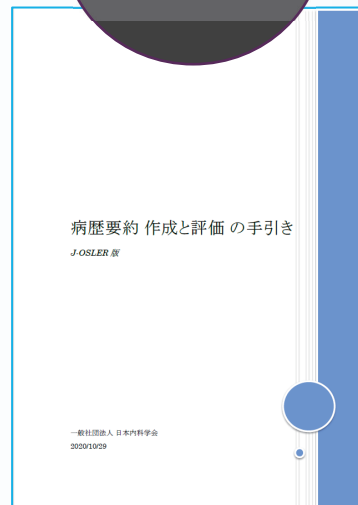 病歴要約 作成と評価 の手引き
J-OSLER 版
一般社団法人 日本内科学会
2020/10/29